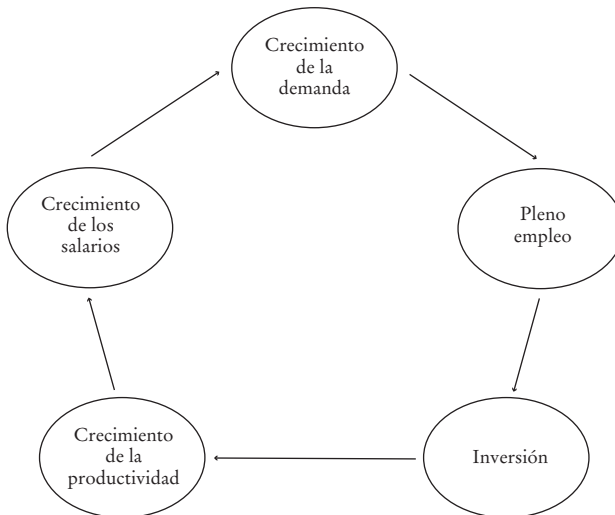 Crecimiento
de la
demanda
Pleno
empleo
Inversión
Crecimiento
de la
productividad
Crecimiento
de los
salarios